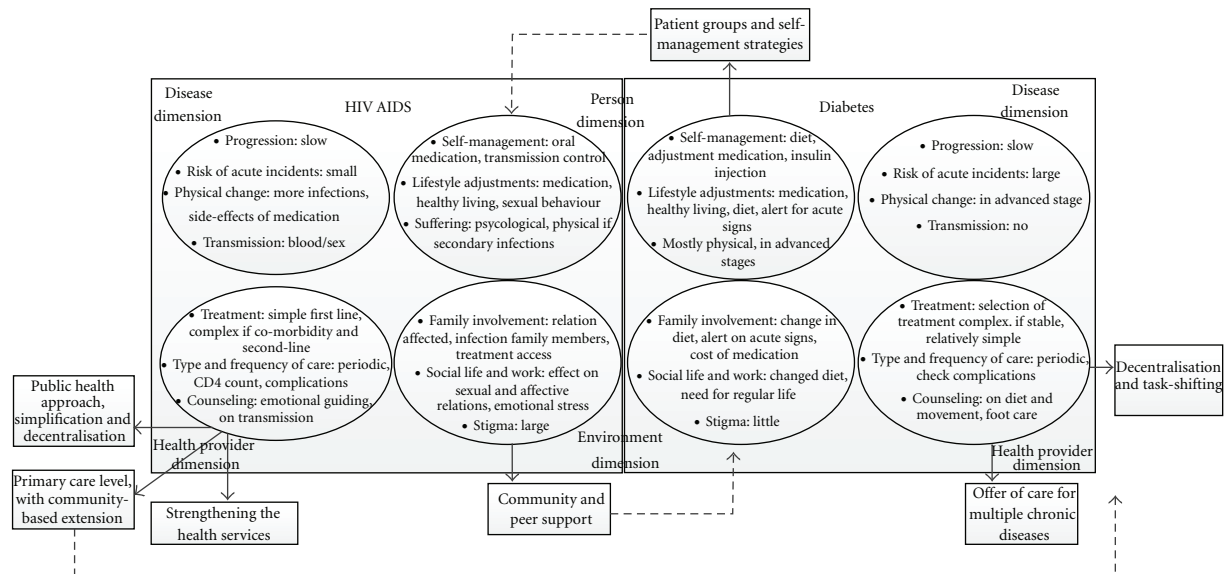 Patient groups and self-
management strategies
Disease
dimension
HIV AIDS
Person
dimension
Diabetes
Disease
dimension
• Progression: slow
• Risk of acute incidents: small
• Physical change: more infections,
side-effects of medication
• Transmission: blood/sex
• Self-management: oral
medication, transmission control
• Lifestyle adjustments: medication,
healthy living, sexual behaviour
• Suffering: psycological, physical if
secondary infections
• Self-management: diet,
adjustment medication, insulin
injection
• Lifestyle adjustments: medication,
healthy living, diet, alert for acute
signs
• Mostly physical, in advanced
stages
• Progression: slow
• Risk of acute incidents: large
• Physical change: in advanced stage
• Transmission: no
• Treatment: simple first line,
complex if co-morbidity and
second-line
• Type and frequency of care: periodic,
CD4 count, complications
• Counseling: emotional guiding,
on transmission
• Family involvement: relation
affected, infection family members,
treatment access
• Social life and work: effect on
sexual and affective
relations, emotional stress
• Stigma: large
• Family involvement: change in
diet, alert on acute signs,
cost of medication
• Social life and work: changed diet,
need for regular life
• Stigma: little
• Treatment: selection of
treatment complex. if stable,
relatively simple
• Type and frequency of care: periodic,
check complications
• Counseling: on diet and
movement, foot care
Decentralisation
and task-shifting
Public health
approach,
simplification and
decentralisation
Health provider
dimension
Environment
dimension
Health provider
dimension
Primary care level,
with community-
based extension
Strengthening the
health services
Community and
peer support
Offer of care for
multiple chronic
diseases